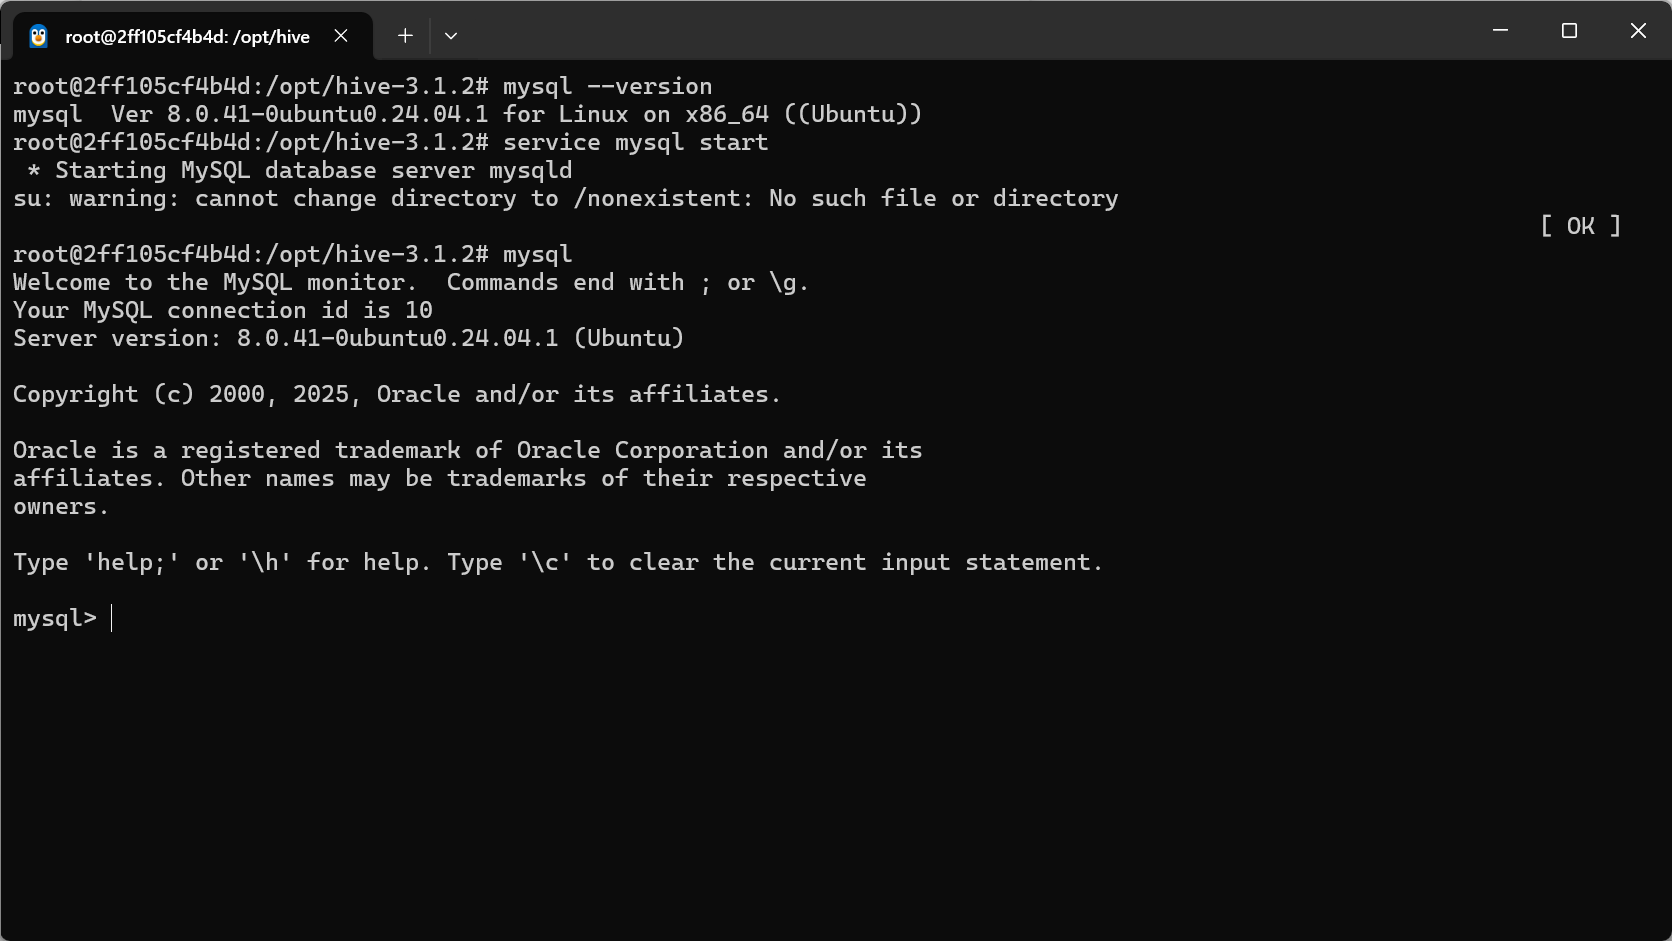 root@2ff105cf4b4d: /opt/hive
root@2ff105cf4b4d:/opt/hive-3.1.2# mysql --version
mysql  Ver 8.0.41-0ubuntu0.24.04.1 for Linux on x86_64 ((Ubuntu))
root@2ff105cf4b4d:/opt/hive-3.1.2# service mysql start
 * Starting MySQL database server mysqld
su: warning: cannot change directory to /nonexistent: No such file or directory
[ OK ]
root@2ff105cf4b4d:/opt/hive-3.1.2# mysql
Welcome to the MySQL monitor.  Commands end with ; or \g.
Your MySQL connection id is 10
Server version: 8.0.41-0ubuntu0.24.04.1 (Ubuntu)
Copyright (c) 2000, 2025, Oracle and/or its affiliates.
Oracle is a registered trademark of Oracle Corporation and/or its
affiliates. Other names may be trademarks of their respective
owners.
Type 'help;' or '\h' for help. Type '\c' to clear the current input statement.
mysql>